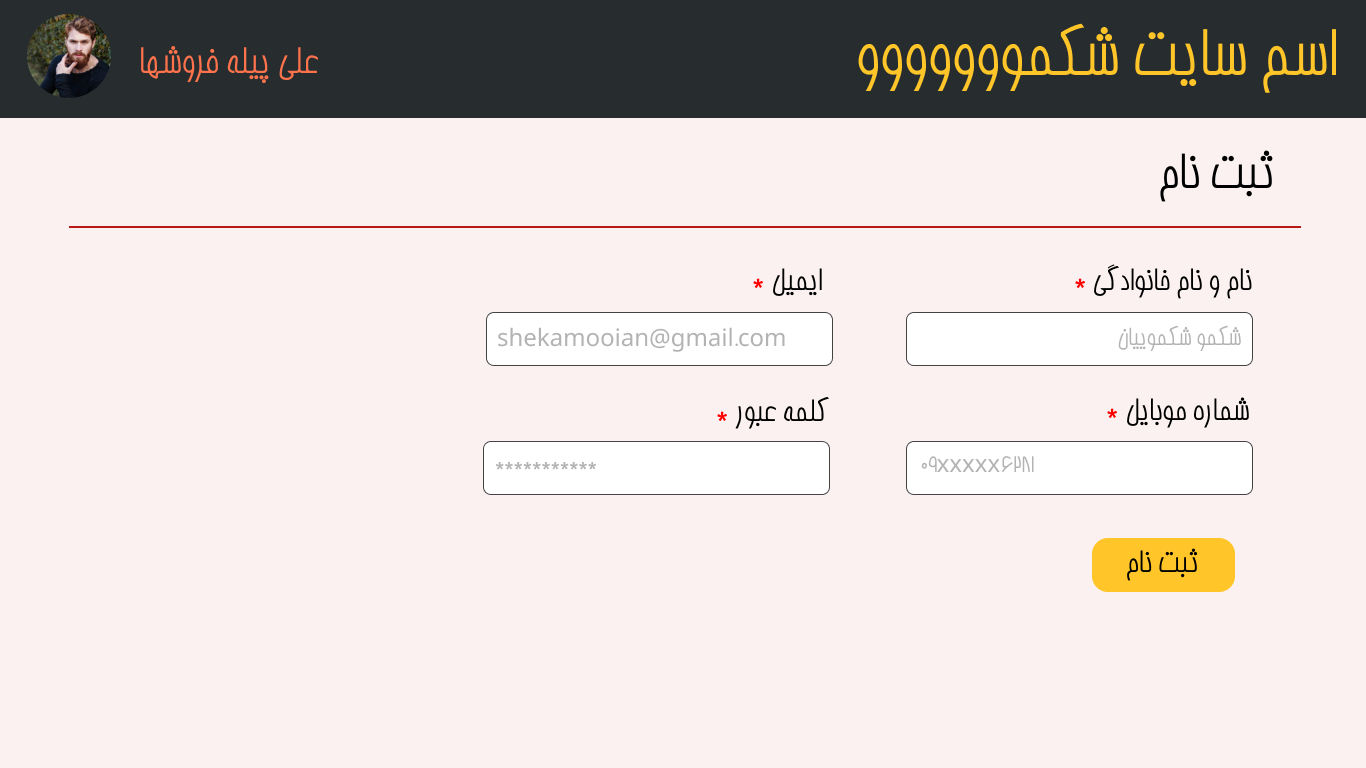 اسم سایت شکمووووووو
علی پیله فروشها
ثبت نام
نام و نام خانوادگی *
ایمیل *
شکمو شکموییان
shekamooian@gmail.com
شماره موبایل *
کلمه عبور *
۰۹xxxxx۶۲۸۱
***********
ثبت نام